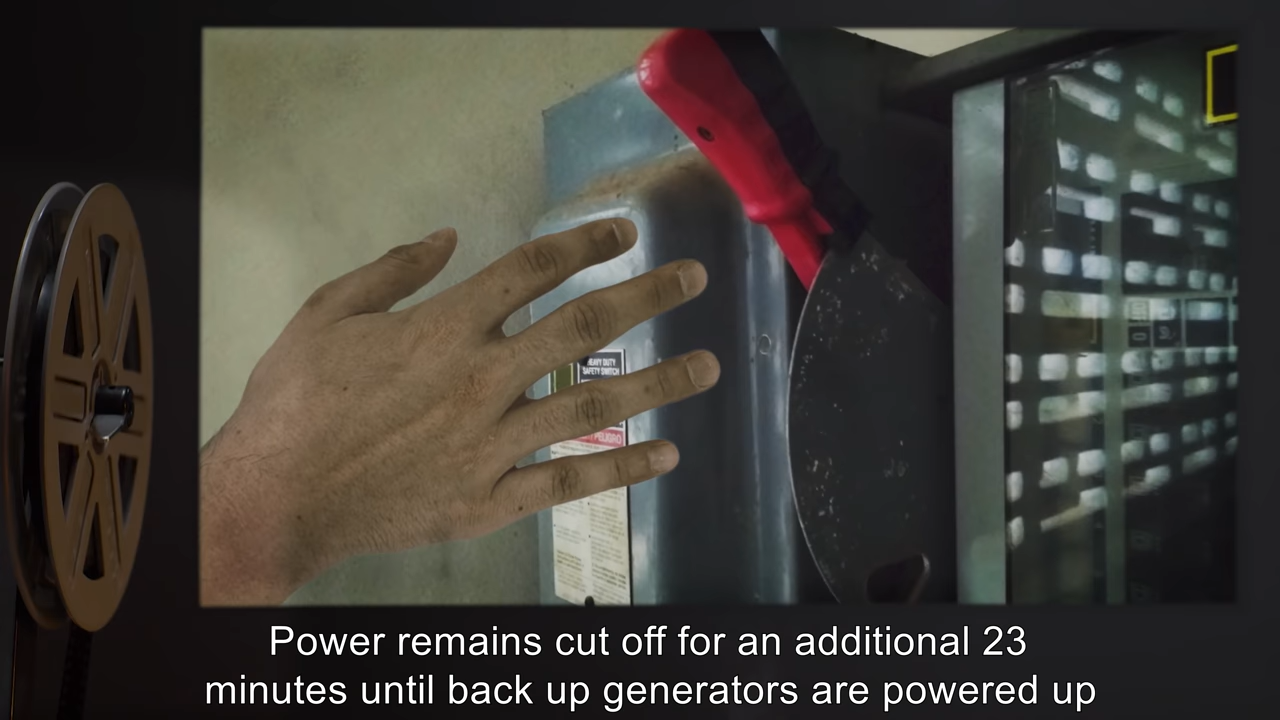 HEAVY DUTY
SAFETY SWITCH
PELIGRO
Power remains cut off for an additional 23
minutes until back up generators are powered up